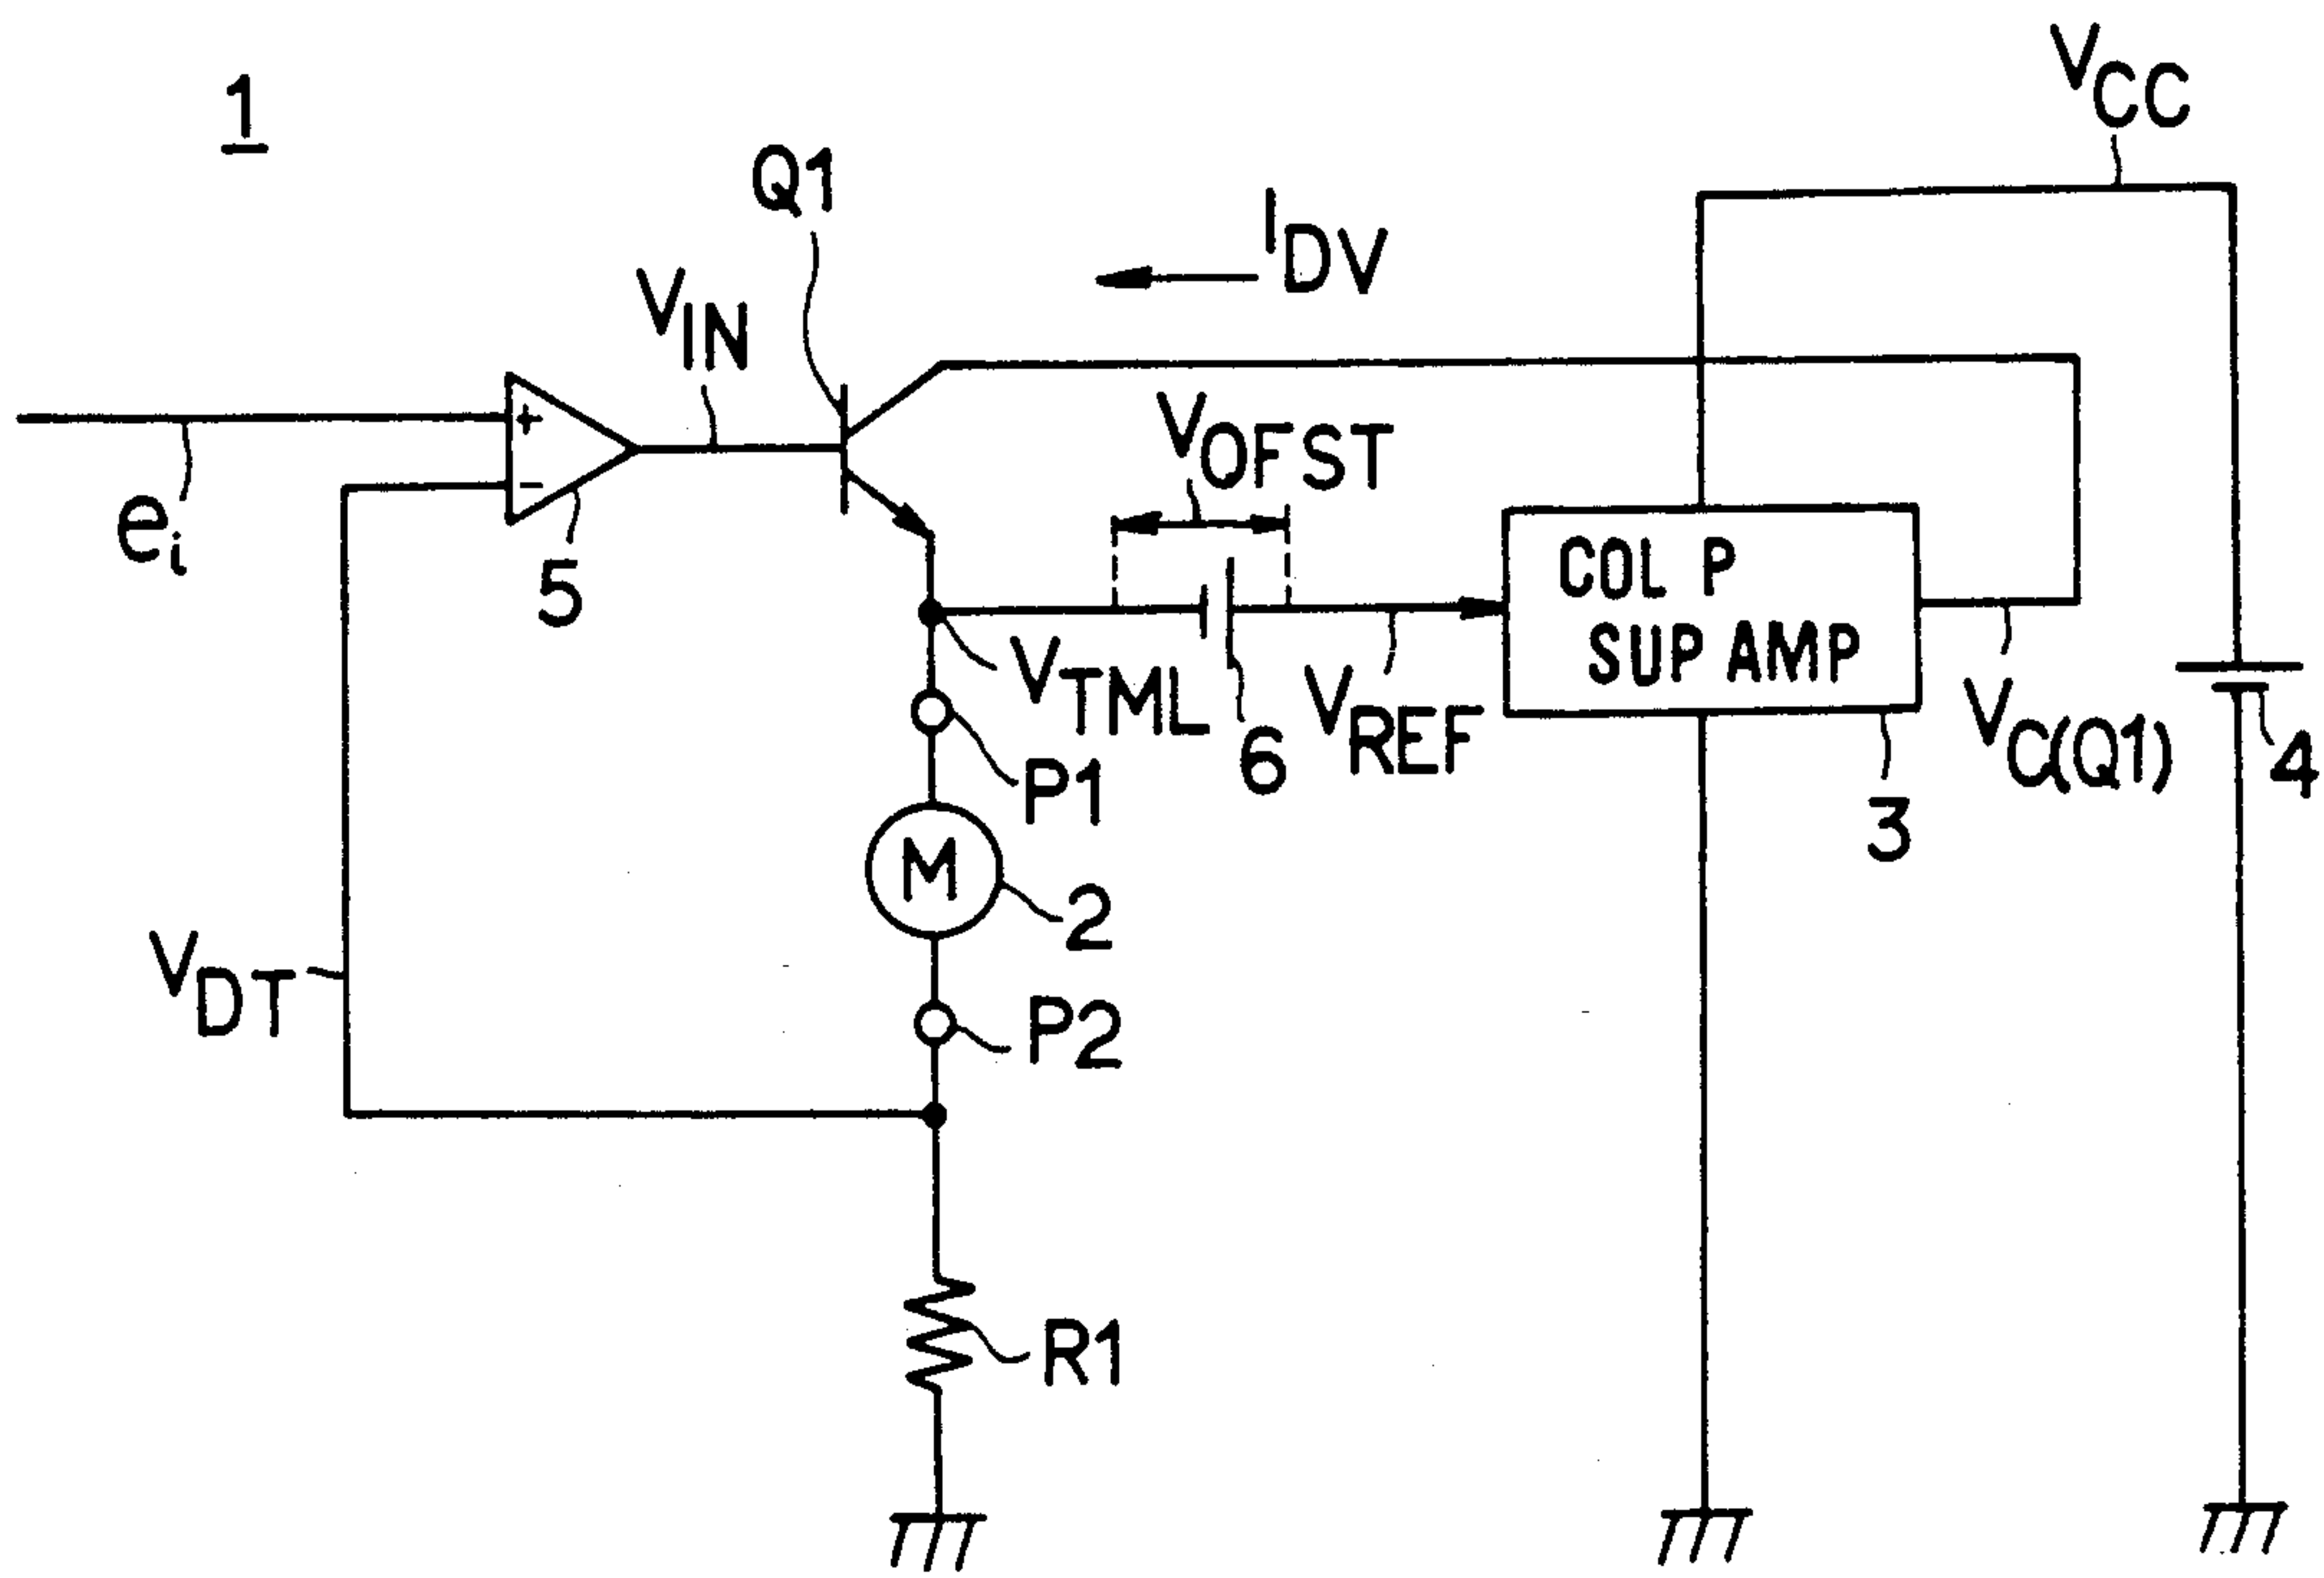 1
VCC
Q1
IDV
VIN
VOFST
+
-
ei
5
COL P
SUP AMP
VTML
VREF
6
VC(Q1)
4
P1
3
M
2
VDT
P2
R1